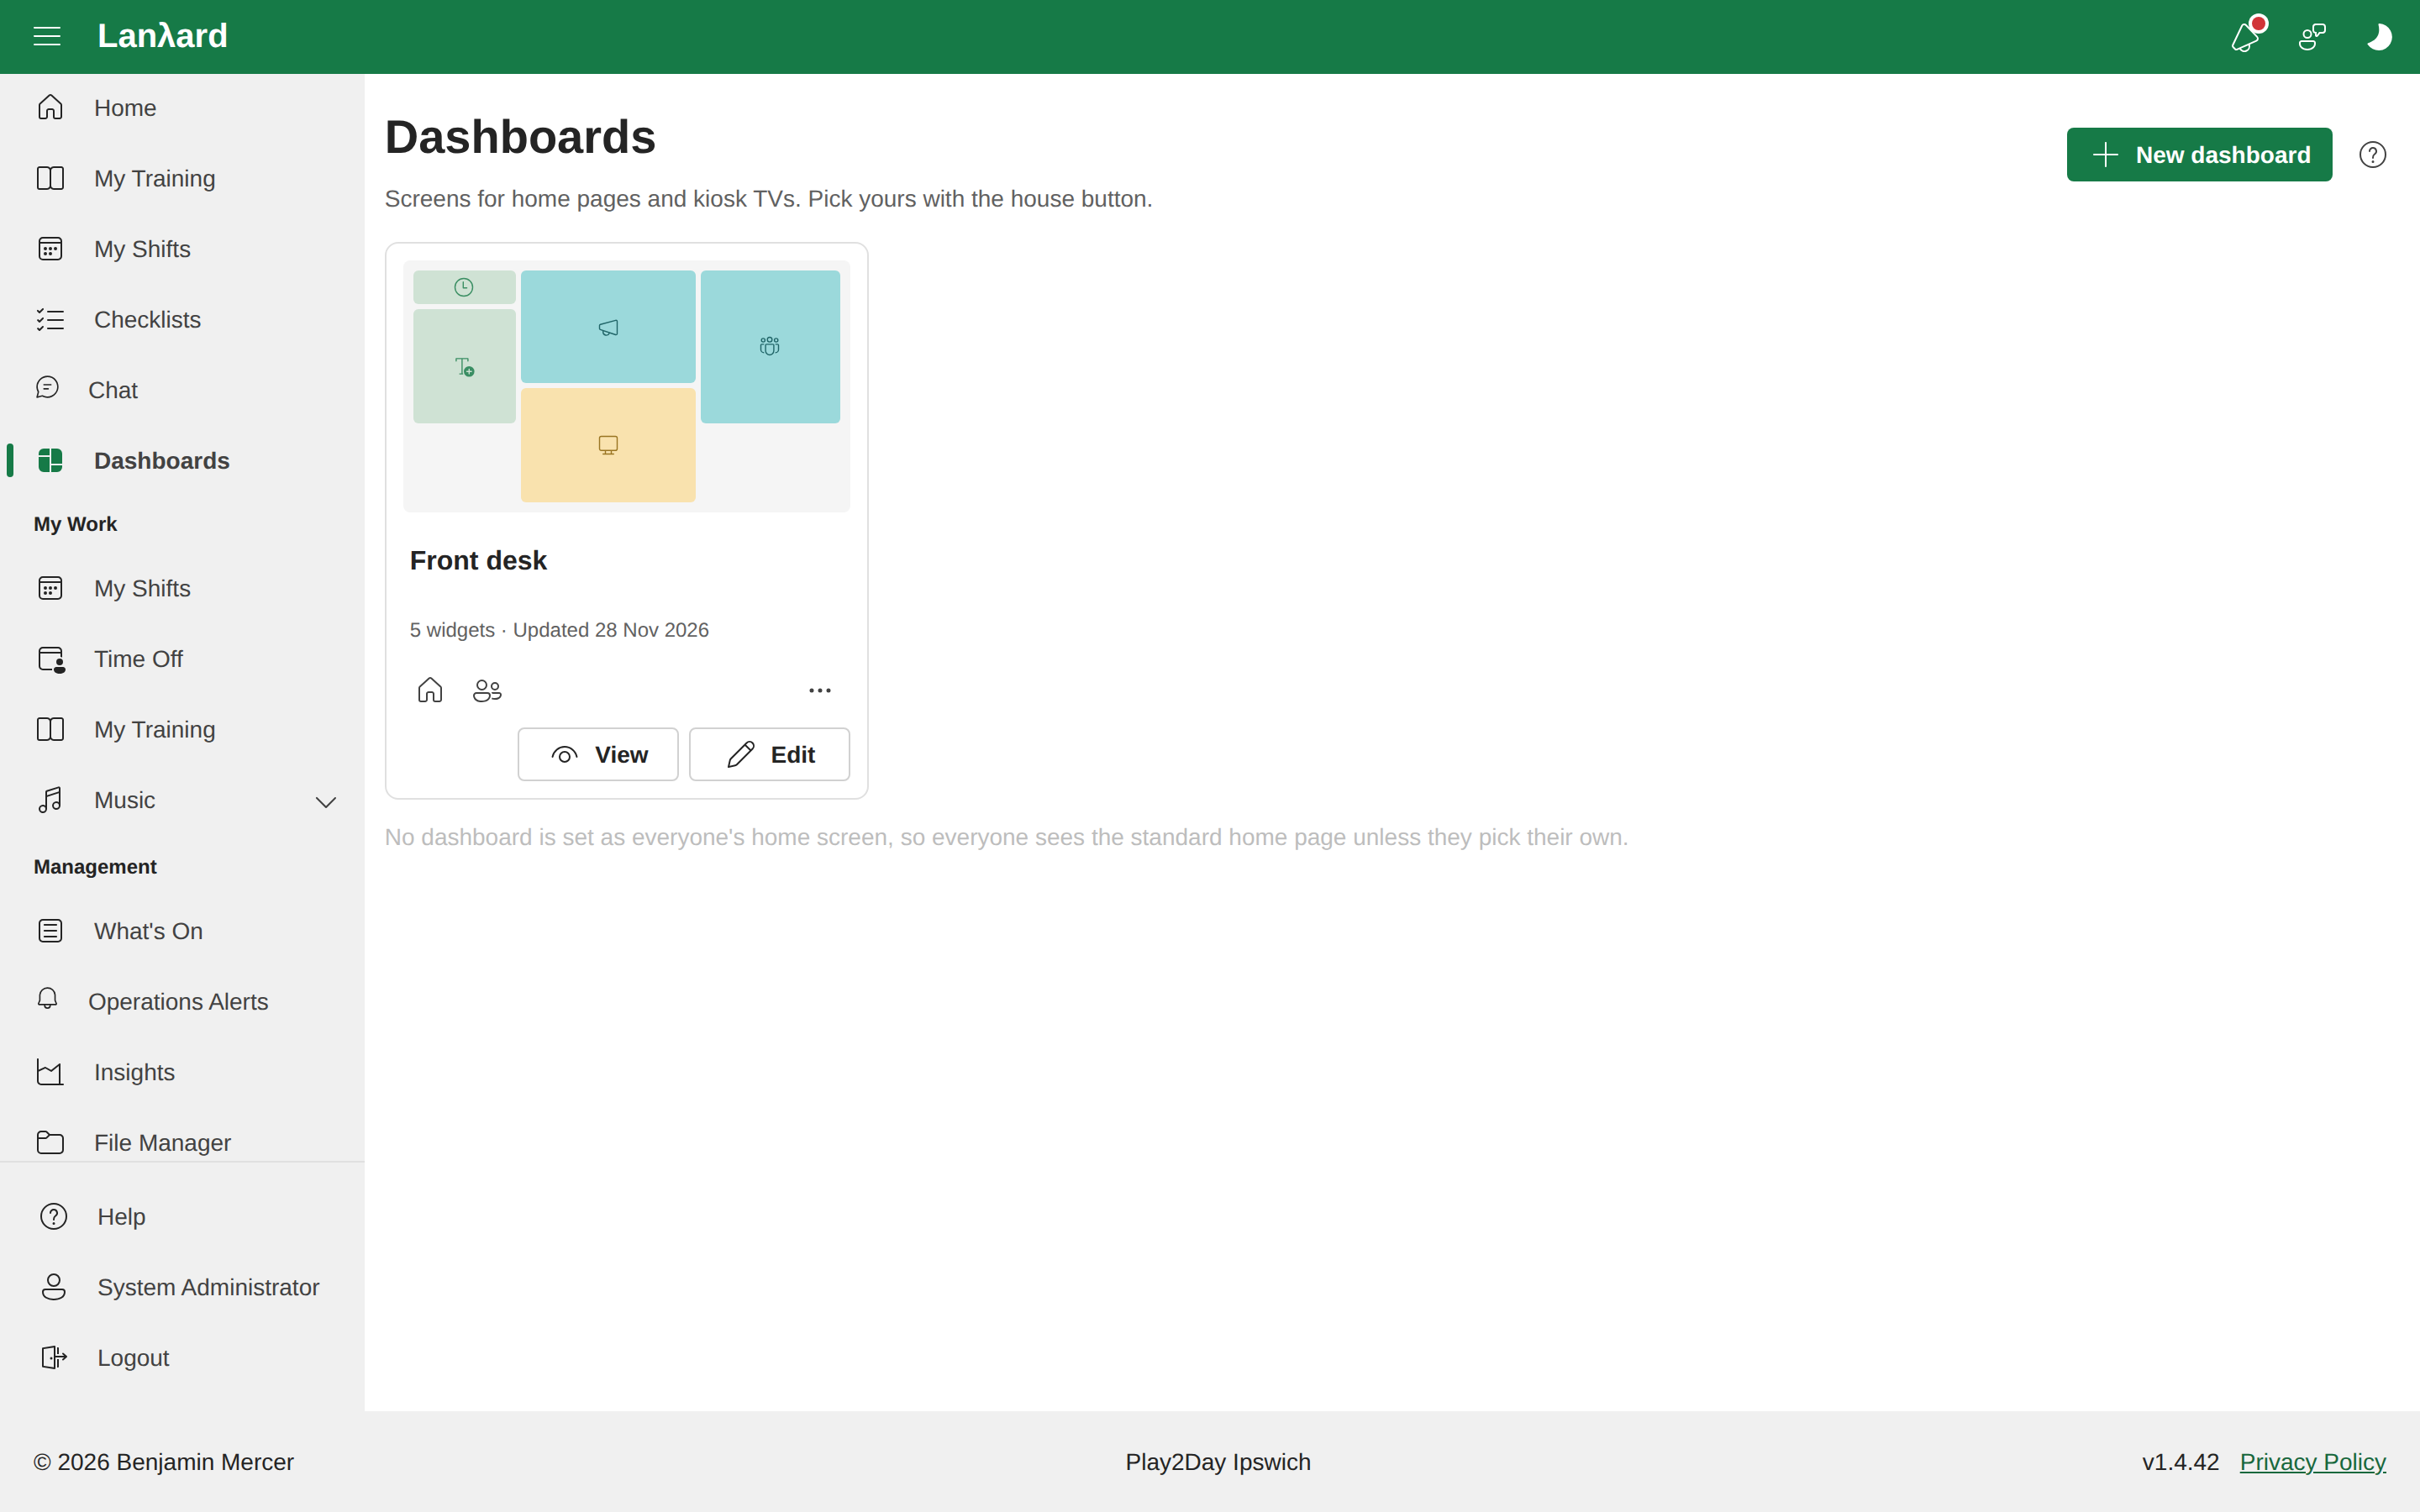 Lanλard
Home
My Training
My Shifts
Checklists
Chat
Dashboards
My Work
My Shifts
Time Off
My Training
Music
Management
What's On
Operations Alerts
Insights
File Manager
Help
System Administrator
Logout
Dashboards
New dashboard
Screens for home pages and kiosk TVs. Pick yours with the house button.
Front desk
5 widgets · Updated 28 Nov 2026
View
Edit
No dashboard is set as everyone's home screen, so everyone sees the standard home page unless they pick their own.
© 2026 Benjamin Mercer
Play2Day Ipswich
v1.4.42
Privacy Policy